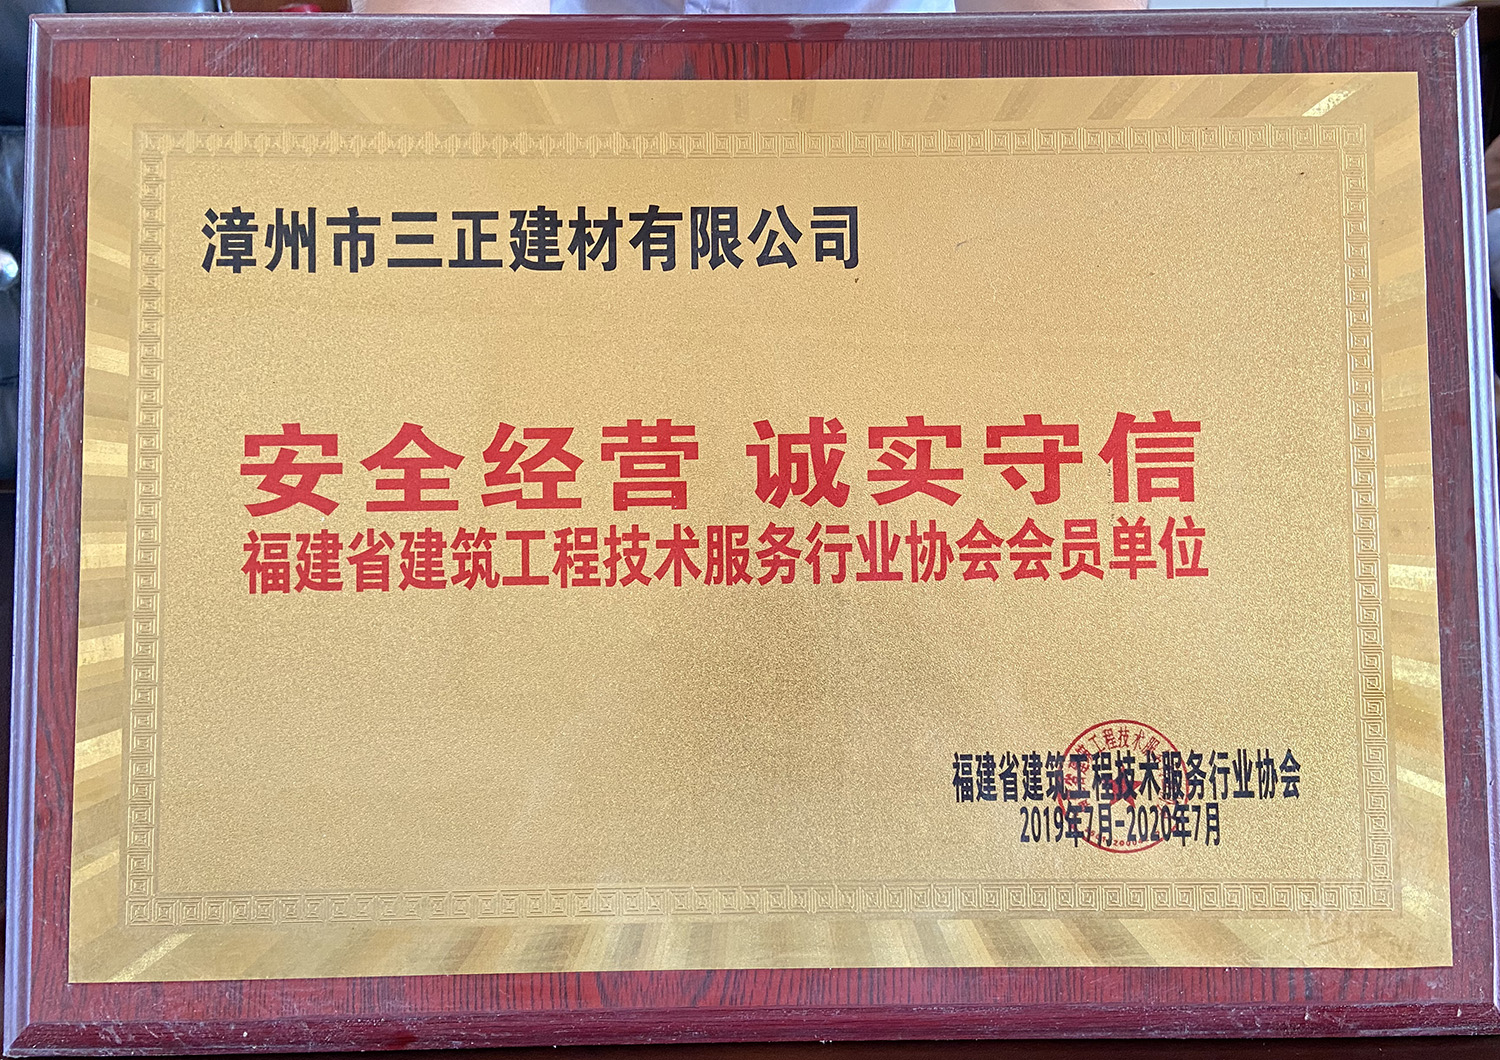 漳州市三正建材有限公司
安全经营 诚实守信
福建省建筑工程技术服务行业协会会员单位
福建省建筑工程技术服务行业协会
2019年7月-2020年7月